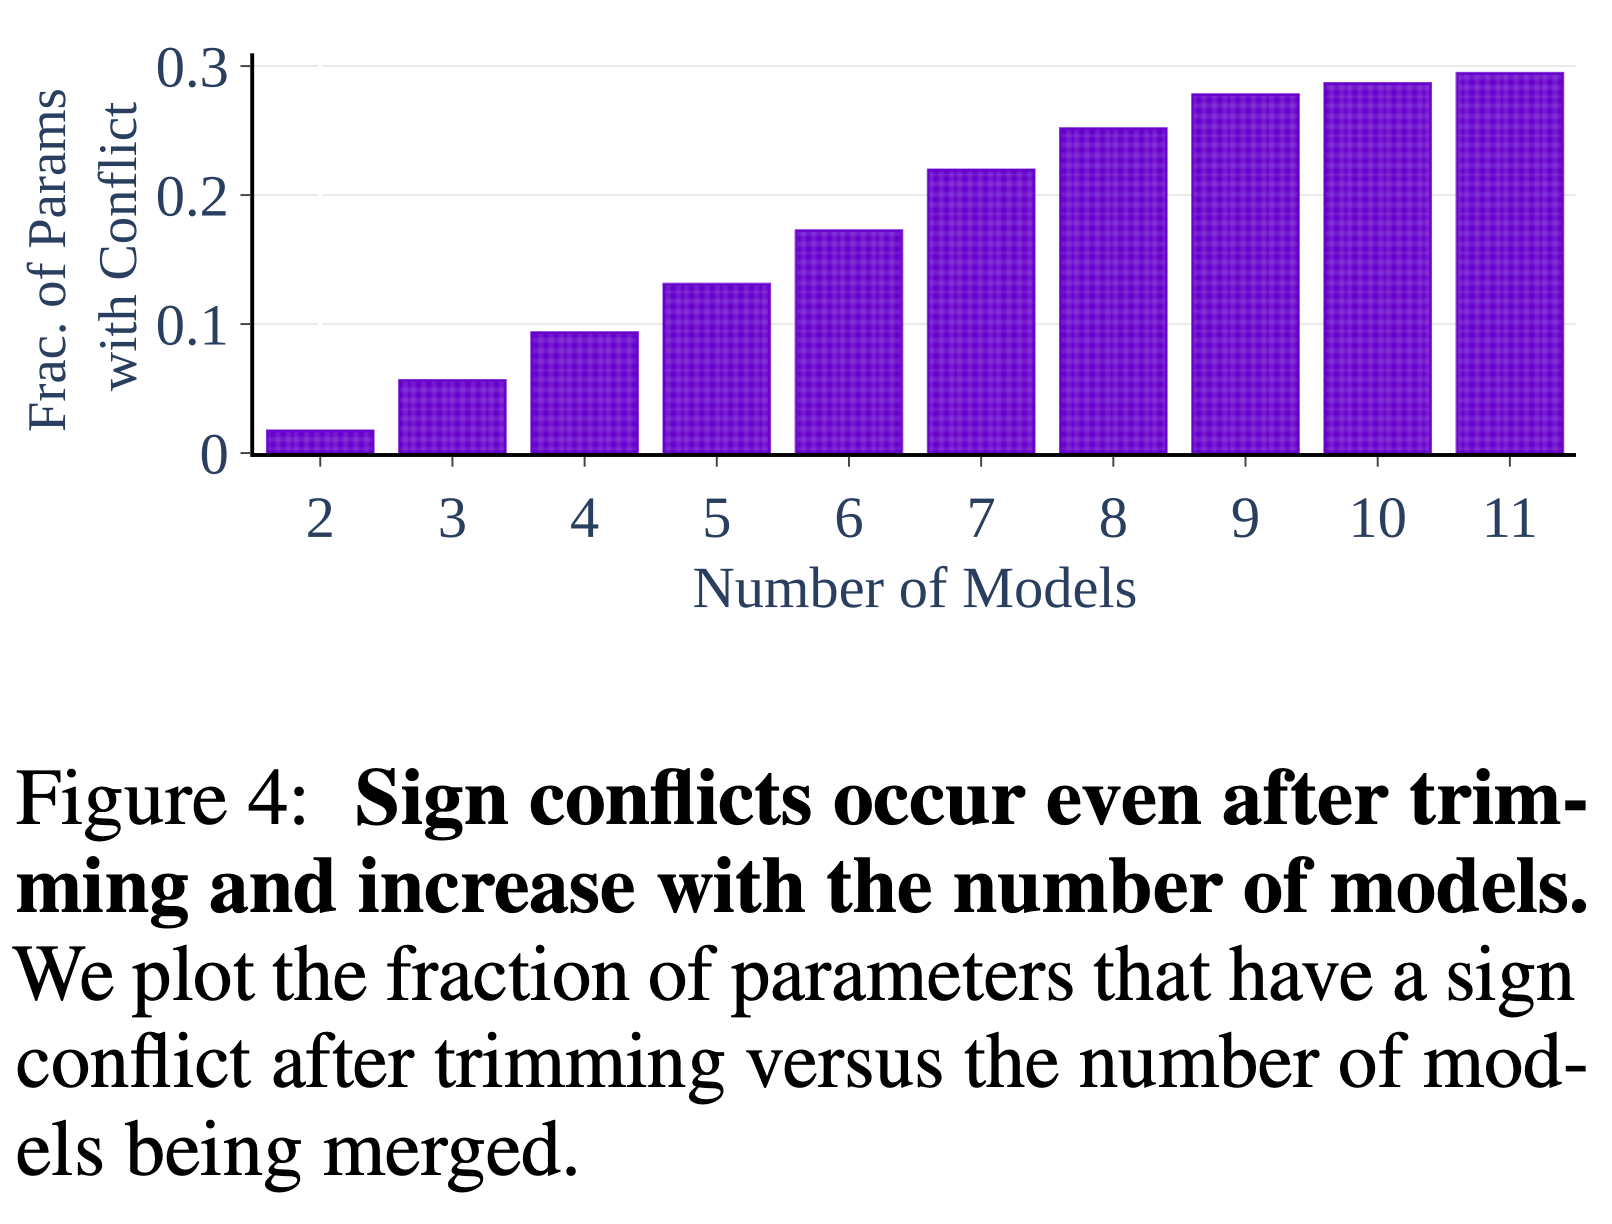 Frac. of Params
with Conflict
0.3
0.2
0.1
0
2 3 4 5 6 7 8 9 10 11
Number of Models
Figure 4: Sign conflicts occur even after trim-
ming and increase with the number of models.
We plot the fraction of parameters that have a sign
conflict after trimming versus the number of mod-
els being merged.